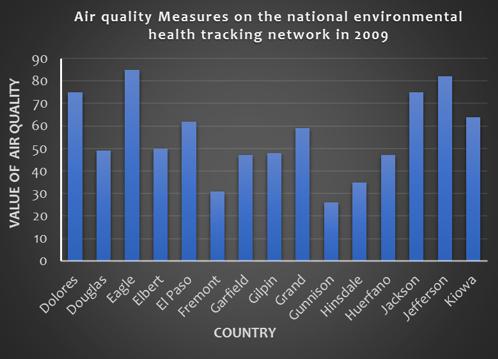 Air quality Measures on the national environmental
health tracking network in 2009
VALUE OF AIR QUALITY
90
80
70
60
50
40
30
20
10
0
Dolores
Douglas
Eagle
Elbert
El Paso
Fremont
Garfield
Gilpin
Grand
Gunnison
Hinsdale
Huerfano
Jackson
Jefferson
Kiowa
COUNTRY